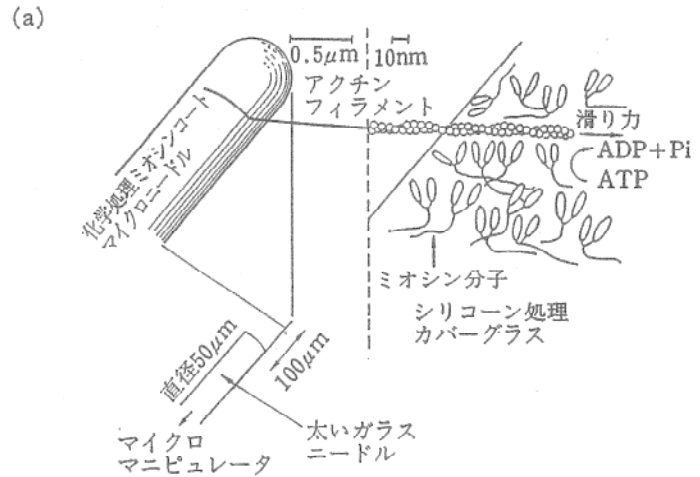 (a)
0.5μm
10nm
アクチン
フィラメント
化学処理ミオシンコート
マイクロニードル
滑り力
ADP+Pi
ATP
ミオシン分子
シリコーン処理
カバーグラス
直径50μm
100μm
マイクロ
マニピュレータ
太いガラス
ニードル